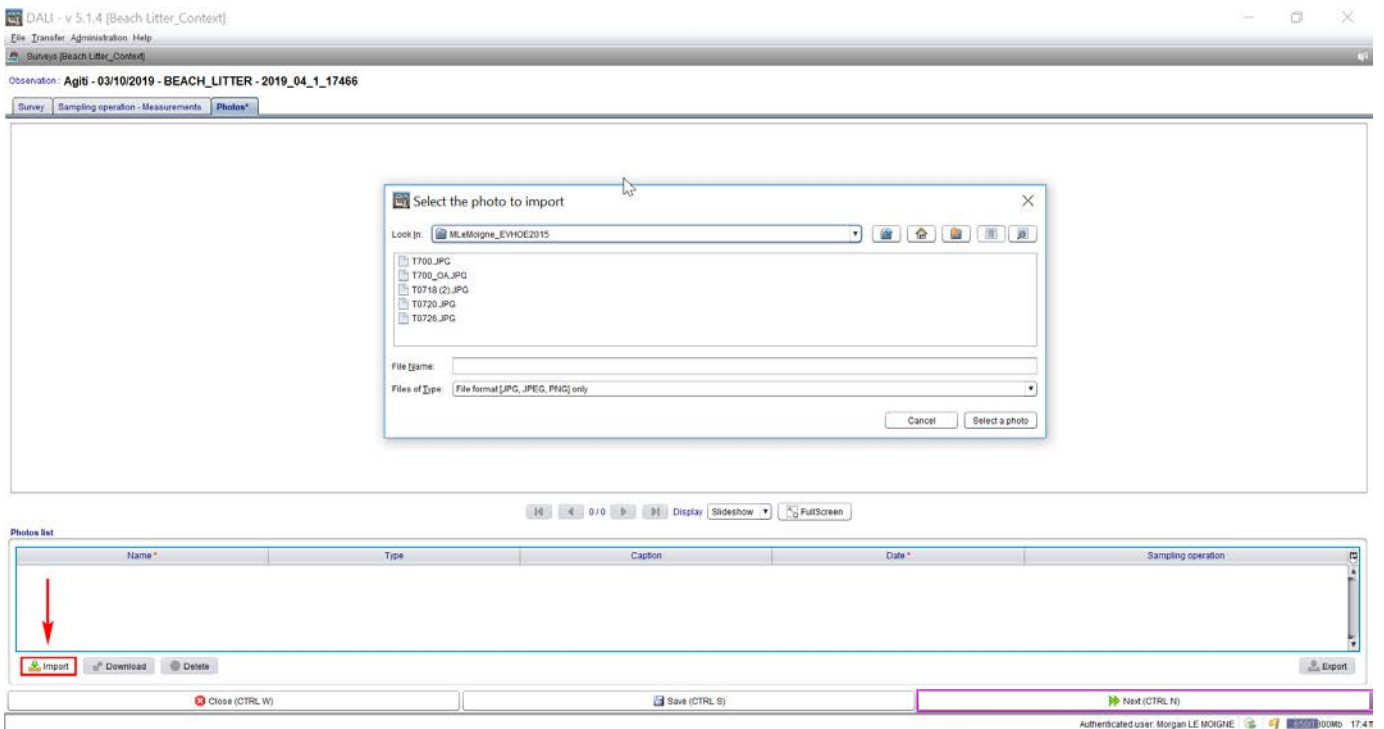 DALI - v 5.1.4 [Beach Litter_Context]
File Transfer Administration Help
Surveys [Beach Litter_Context]
Observation : Agiti - 03/10/2019 - BEACH_LITTER - 2019_04_1_17466
Survey Sampling operation - Measurements Photos*
Select the photo to import
Look In: MLeMoigne_EVHOE2015
T700.JPG
T700_OA.JPG
T0718 (2).JPG
T0720.JPG
T0726.JPG
File Name:
Files of Type: File format [JPG, JPEG, PNG] only
Cancel Select a photo
0/0 Display Slideshow FullScreen
Photos list
Name * Type Caption Date * Sampling operation
Import Download Delete Export
Close (CTRL W) Save (CTRL S) Next (CTRL N)
Authenticated user: Morgan LE MOIGNE